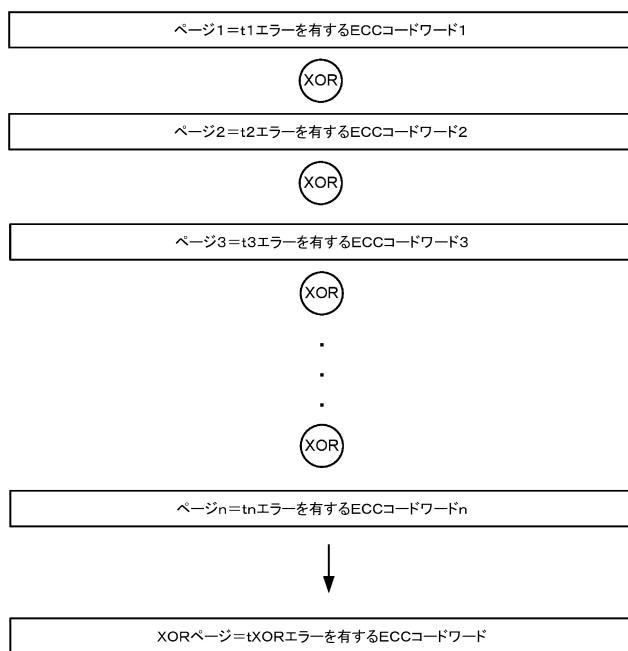 ページ1=t1エラーを有するECCコードワード1
XOR
ページ2=t2エラーを有するECCコードワード2
XOR
ページ3=t3エラーを有するECCコードワード3
XOR
XOR
ページn=tnエラーを有するECCコードワードn
XORページ=tXORエラーを有するECCコードワード